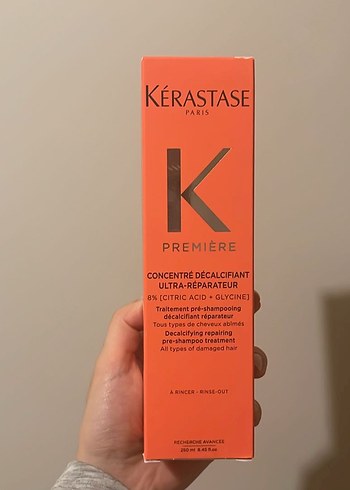 KÉRASTASE
PARIS
K
PREMIÈRE
CONCENTRÉ DÉCALCIFIANT
ULTRA-RÉPARATEUR
8% [CITRIC ACID + GLYCINE]
Traitement pré-shampooing
décalcifiant réparateur
Tous types de cheveux abîmés
Decalcifying repairing
pre-shampoo treatment
All types of damaged hair
À RINCER - RINSE-OUT
RECHERCHE AVANCÉE
250 ml 8.45 fl.oz.